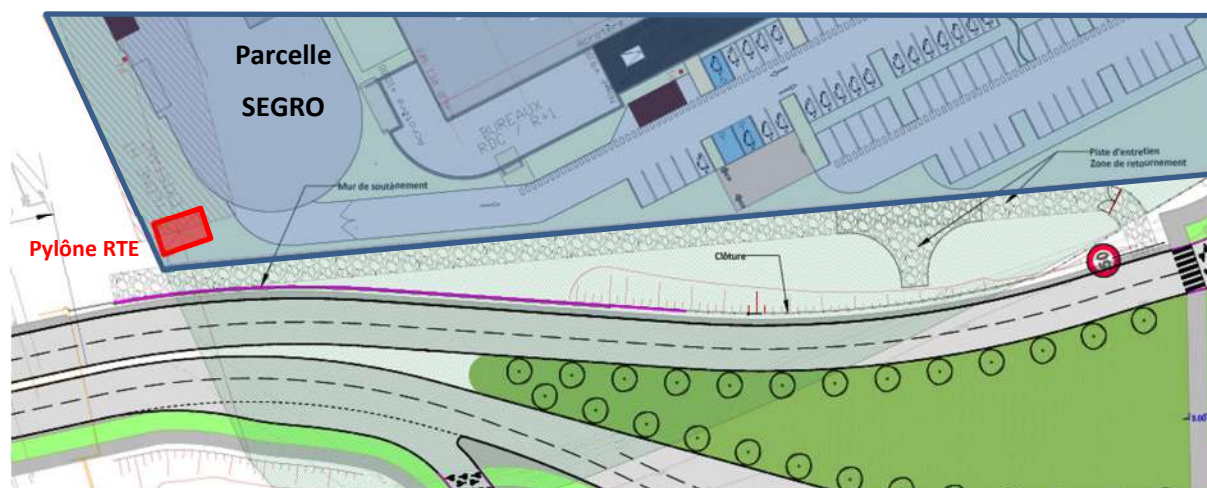 Parcelle
SEGRO
BUREAUX
RDC / R+1
Piste d'entretien
Zone de retournement
Mur de soutènement
Pylône RTE
Clôture
50